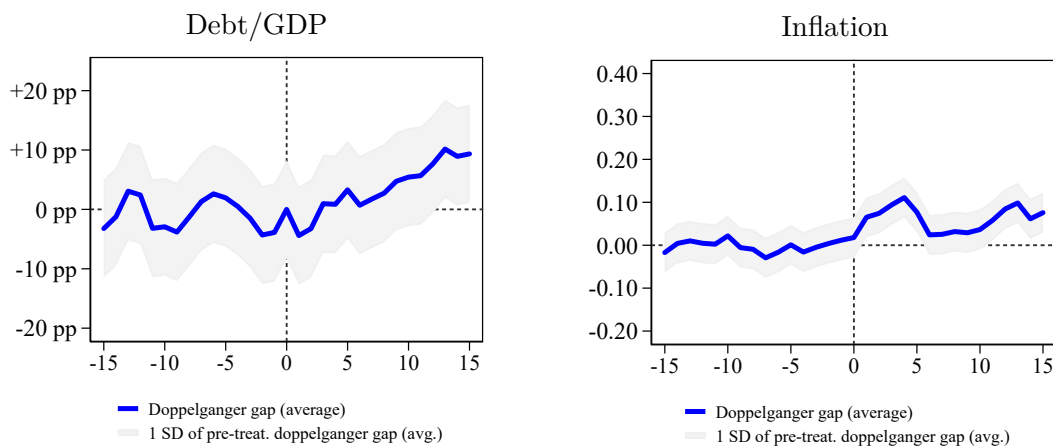 Debt/GDP
+20 pp
+10 pp
0 pp
-10 pp
-20 pp
-15 -10 -5 0 5 10 15
Doppelganger gap (average)
1 SD of pre-treat. doppelganger gap (avg.)
Inflation
0.40
0.30
0.20
0.10
0.00
-0.10
-0.20
-15 -10 -5 0 5 10 15
Doppelganger gap (average)
1 SD of pre-treat. doppelganger gap (avg.)